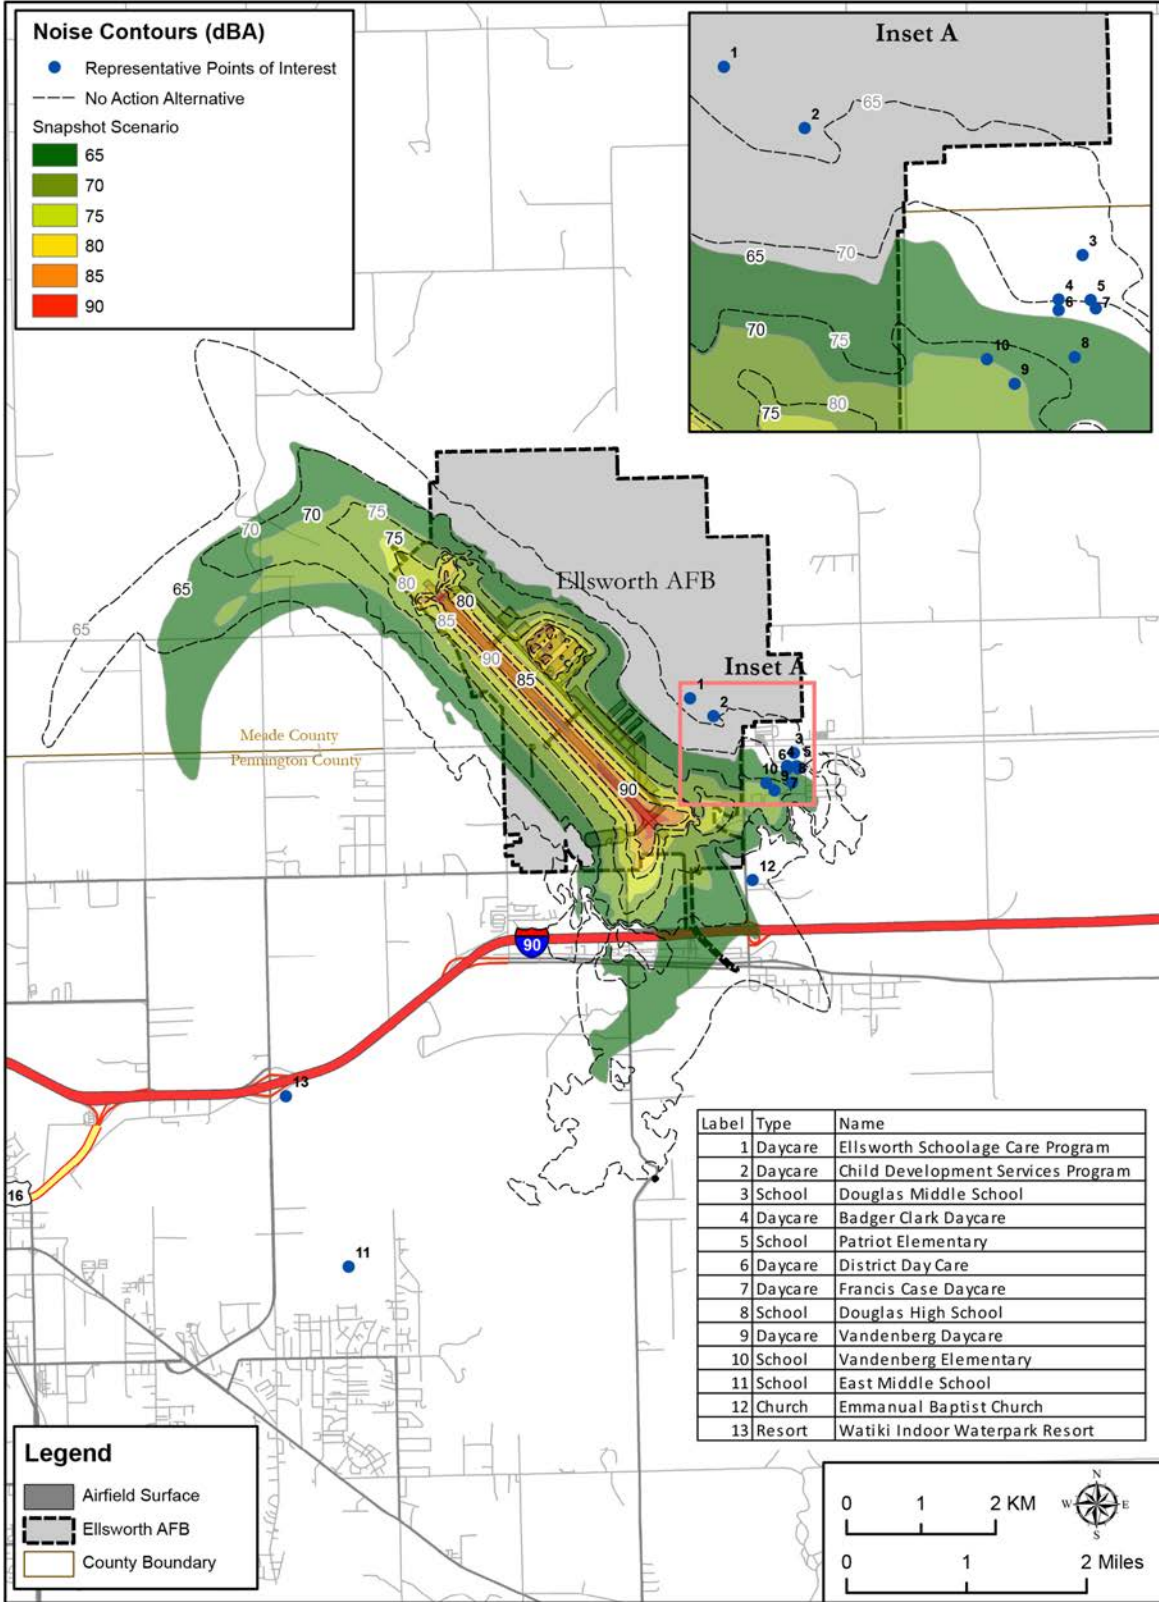 Noise Contours (dBA)
Representative Points of Interest
No Action Alternative
Snapshot Scenario
65
70
75
80
85
90
Inset A
1
2
65
3
70
65
4
5
6
7
8
70
75
10
9
80
75
70
75
70
75
65
80
80
85
65
90
85
Ellsworth AFB
Inset A
1
2
3
6 4 5
8
10
9 7
Meade County
Pennington County
90
12
90
13
16
11
Label Type Name
1 Daycare Ellsworth Schoolage Care Program
2 Daycare Child Development Services Program
3 School Douglas Middle School
4 Daycare Badger Clark Daycare
5 School Patriot Elementary
6 Daycare District Day Care
7 Daycare Francis Case Daycare
8 School Douglas High School
9 Daycare Vandenberg Daycare
10 School Vandenberg Elementary
11 School East Middle School
12 Church Emmanual Baptist Church
13 Resort Watiki Indoor Waterpark Resort
Legend
Airfield Surface
Ellsworth AFB
County Boundary
0 1 2 KM
N
W E
S
0 1 2 Miles